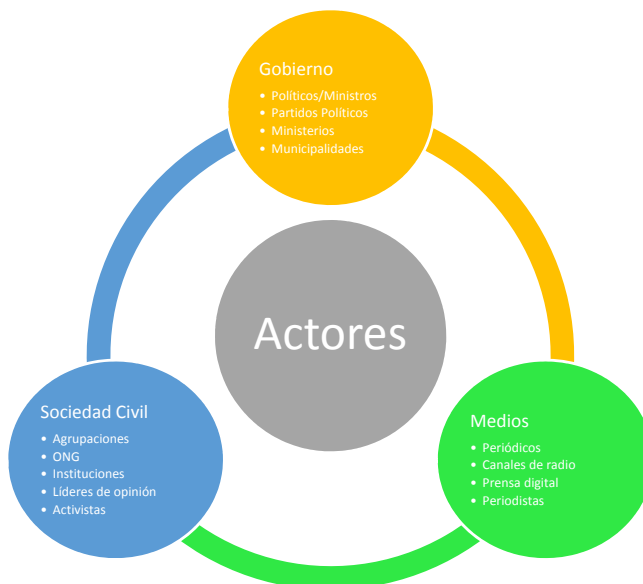 Gobierno
• Políticos/Ministros
• Partidos Políticos
• Ministerios
• Municipalidades
Actores
Sociedad Civil
• Agrupaciones
• ONG
• Instituciones
• Líderes de opinión
• Activistas
Medios
• Periódicos
• Canales de radio
• Prensa digital
• Periodistas